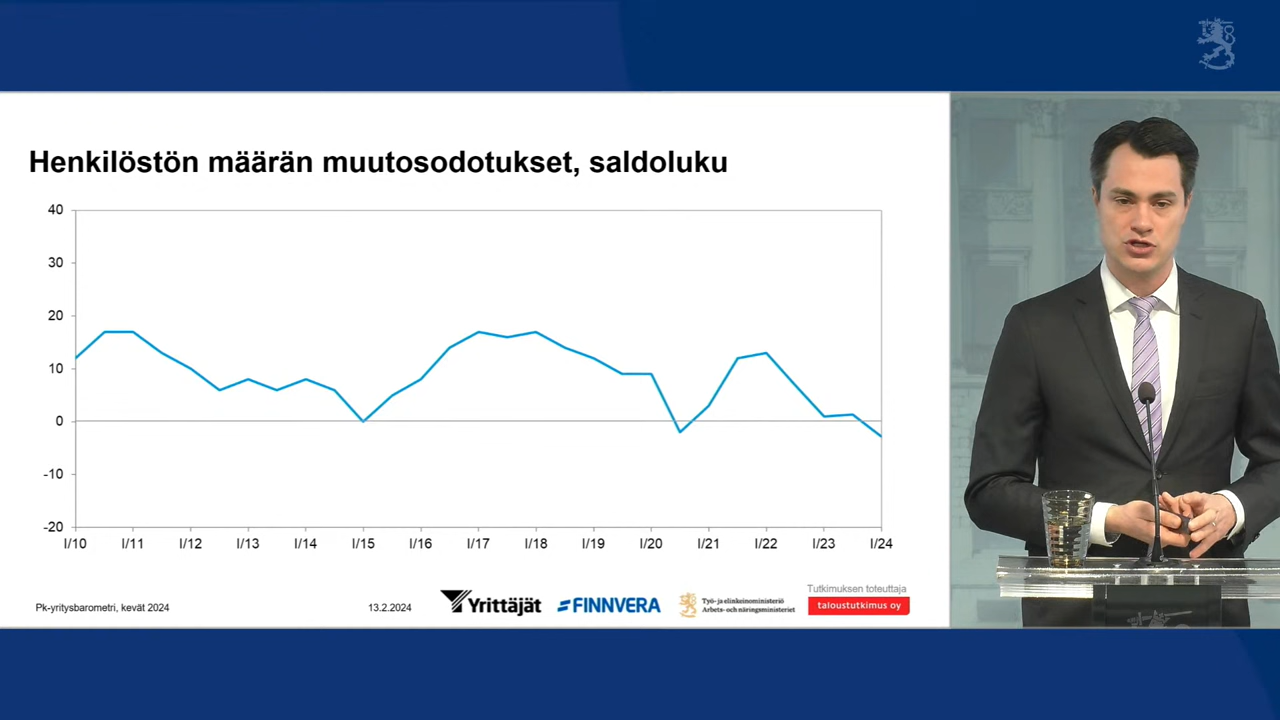 Henkilöstön määrän muutosodotukset, saldoluku
40
30
20
10
0
-10
-20
I/10 I/11 I/12 I/13 I/14 I/15 I/16 I/17 I/18 I/19 I/20 I/21 I/22 I/23 I/24
Pk-yritysbarometri, kevät 2024
13.2.2024
Yrittäjät
FINNVERA
Työ- ja elinkeinoministeriö
Arbets- och näringsministeriet
Tutkimuksen toteuttaja
taloustutkimus oy